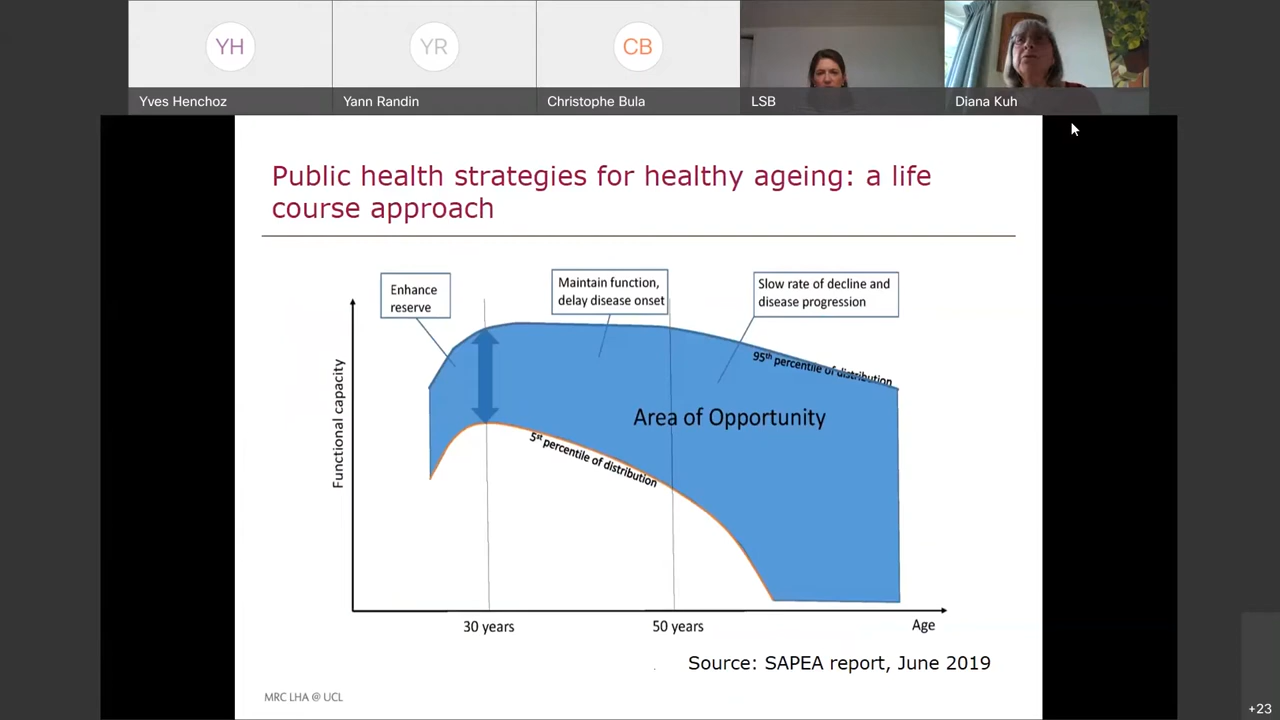 YH
YR
CB
Yves Henchoz
Yann Randin
Christophe Bula
LSB
Diana Kuh
Public health strategies for healthy ageing: a life
course approach
Enhance
reserve
Maintain function,
delay disease onset
Slow rate of decline and
disease progression
95th percentile of distribution
Functional capacity
Area of Opportunity
5st percentile of distribution
30 years
50 years
Age
Source: SAPEA report, June 2019
MRC LHA @ UCL
+23